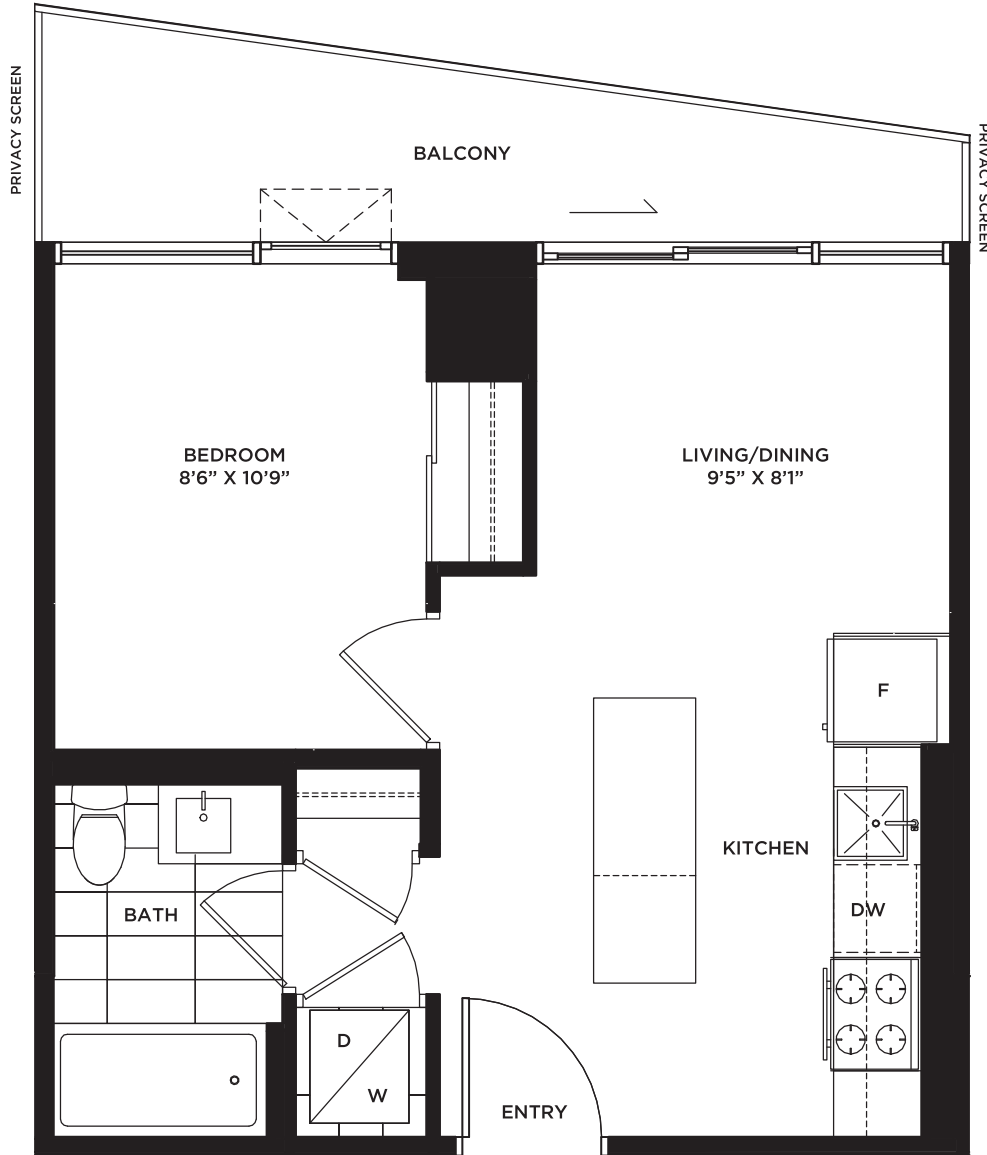 PRIVACY SCREEN
PRIVACY SCREEN
BALCONY
BEDROOM
8’6” X 10’9”
LIVING/DINING
9’5” X 8’1”
F
KITCHEN
DW
BATH
D
W
ENTRY